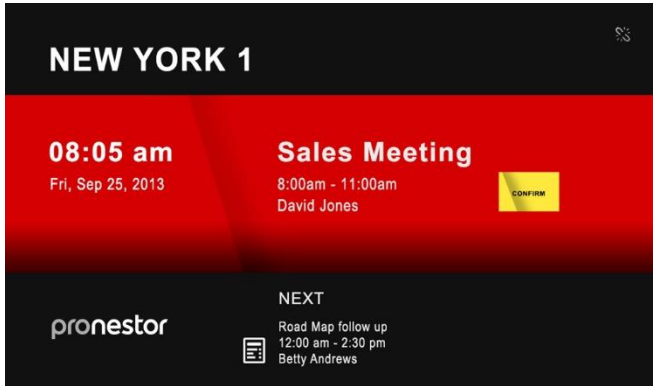 NEW YORK 1
08:05 am
Fri, Sep 25, 2013
Sales Meeting
8:00am - 11:00am
David Jones
CONFIRM
pronestor
NEXT
Road Map follow up
12:00 am - 2:30 pm
Betty Andrews